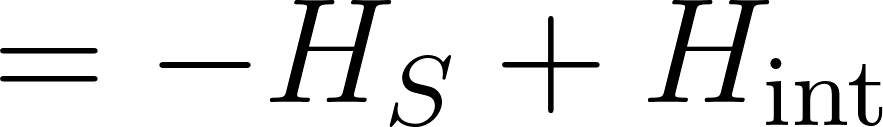 = −H_S + H_int